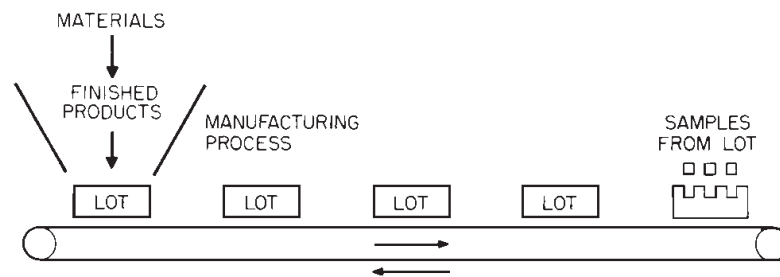 MATERIALS
FINISHED
PRODUCTS
MANUFACTURING
PROCESS
SAMPLES
FROM LOT
LOT
LOT
LOT
LOT